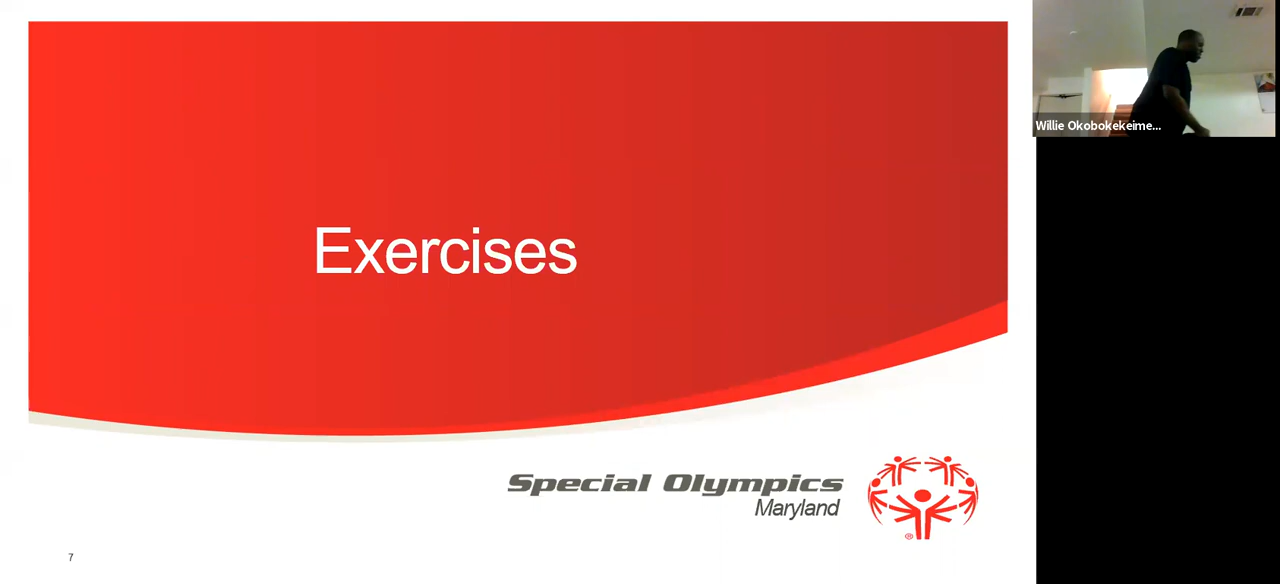 Exercises
Special Olympics
Maryland
®
7
Willie Okobokekeime...